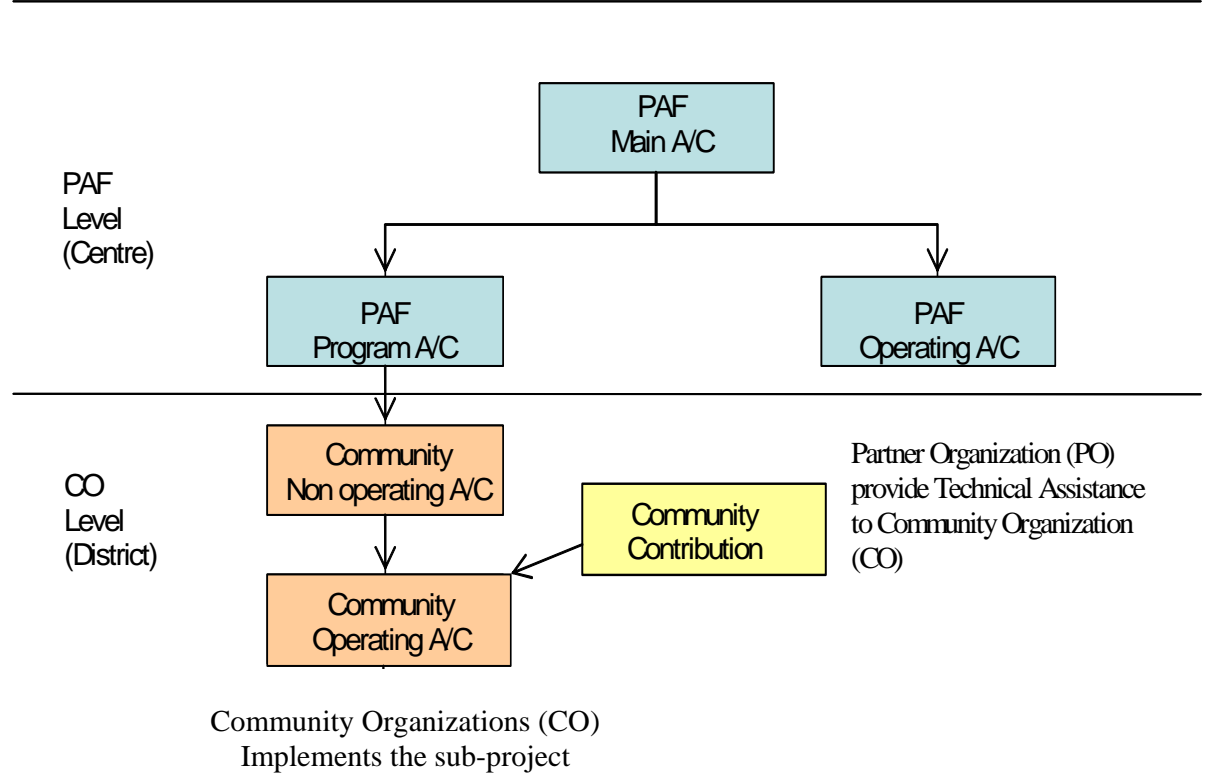 PAF
Main A/C
PAF
Level
(Centre)
PAF
Program A/C
PAF
Operating A/C
CO
Level
(District)
Community
Non operating A/C
Community
Contribution
Partner Organization (PO)
provide Technical Assistance
to Community Organization
(CO)
Community
Operating A/C
Community Organizations (CO)
Implements the sub-project